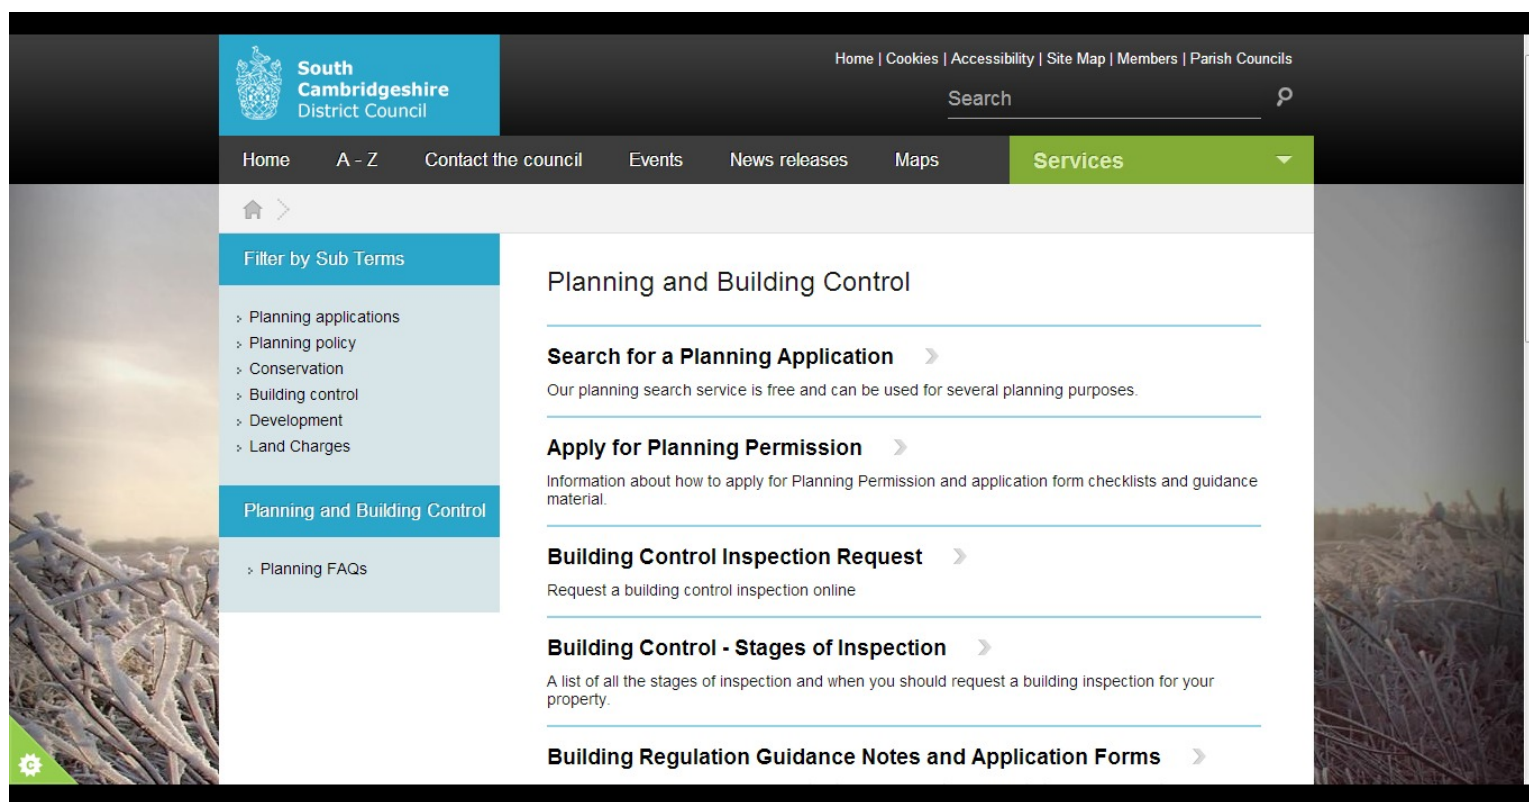 South
Cambridgeshire
District Council
Home | Cookies | Accessibility | Site Map | Members | Parish Councils
Search
Home A - Z Contact the council Events News releases Maps Services
Filter by Sub Terms
Planning applications
Planning policy
Conservation
Building control
Development
Land Charges
Planning and Building Control
Planning FAQs
Planning and Building Control
Search for a Planning Application
Our planning search service is free and can be used for several planning purposes.
Apply for Planning Permission
Information about how to apply for Planning Permission and application form checklists and guidance
material.
Building Control Inspection Request
Request a building control inspection online
Building Control - Stages of Inspection
A list of all the stages of inspection and when you should request a building inspection for your
property.
Building Regulation Guidance Notes and Application Forms
C